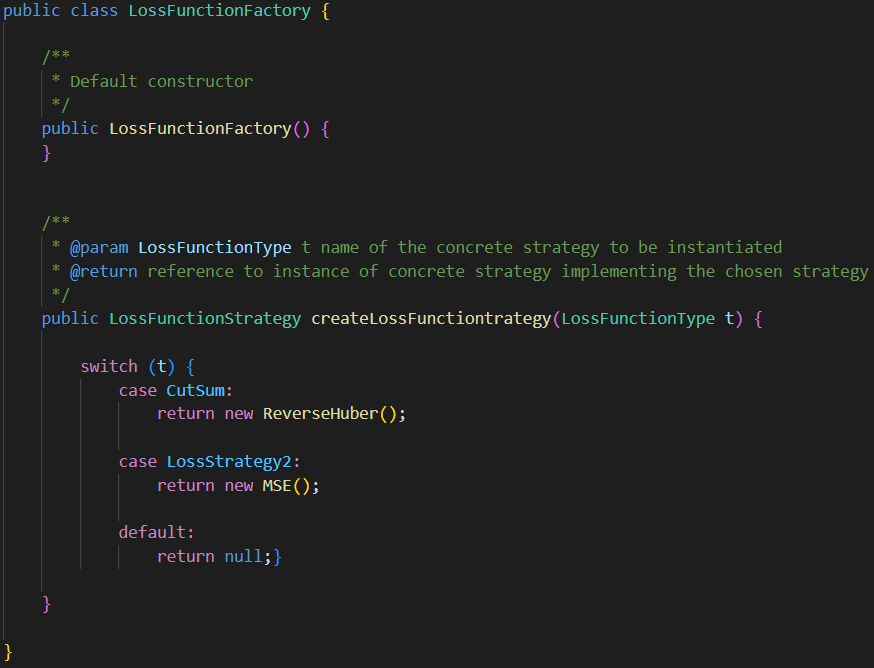 public class LossFunctionFactory {
/**
* Default constructor
*/
public LossFunctionFactory() {
}
/**
* @param LossFunctionType t name of the concrete strategy to be instantiated
* @return reference to instance of concrete strategy implementing the chosen strategy
*/
public LossFunctionStrategy createLossFunctiontrategy(LossFunctionType t) {
switch (t) {
case CutSum:
return new ReverseHuber();
case LossStrategy2:
return new MSE();
default:
return null;}
}
}